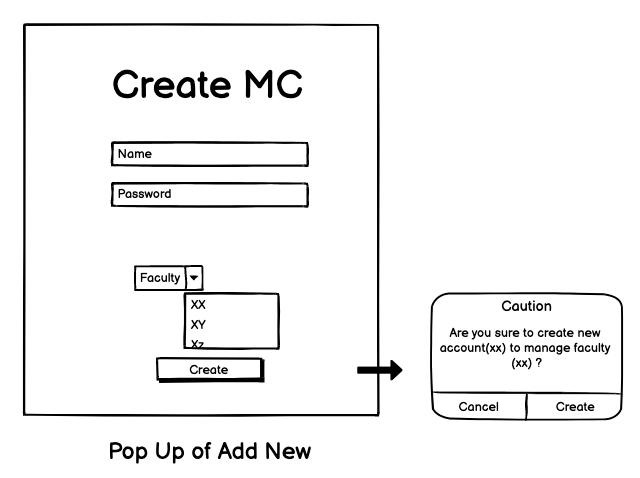 Create MC
Name
Password
Faculty
XX
XY
Xz
Create
Pop Up of Add New
Caution
Are you sure to create new
account(xx) to manage faculty
(xx) ?
Cancel
Create